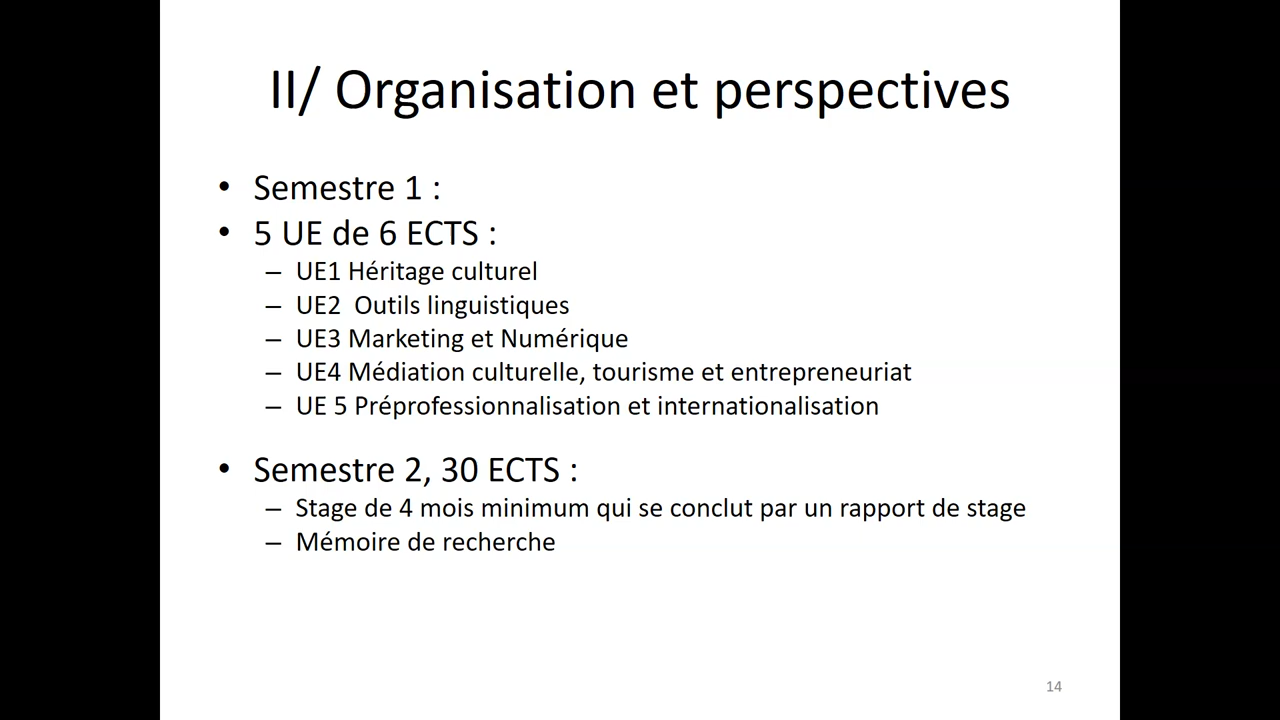 II/ Organisation et perspectives
• Semestre 1 :
• 5 UE de 6 ECTS :
– UE1 Héritage culturel
– UE2  Outils linguistiques
– UE3 Marketing et Numérique
– UE4 Médiation culturelle, tourisme et entrepreneuriat
– UE 5 Préprofessionnalisation et internationalisation
• Semestre 2, 30 ECTS :
– Stage de 4 mois minimum qui se conclut par un rapport de stage
– Mémoire de recherche
14